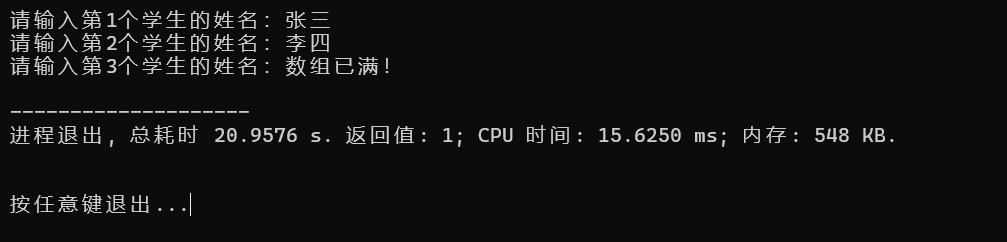 请输入第1个学生的姓名: 张三
请输入第2个学生的姓名: 李四
请输入第3个学生的姓名: 数组已满!
--------------------
进程退出, 总耗时 20.9576 s. 返回值: 1; CPU 时间: 15.6250 ms; 内存: 548 KB.
按任意键退出...